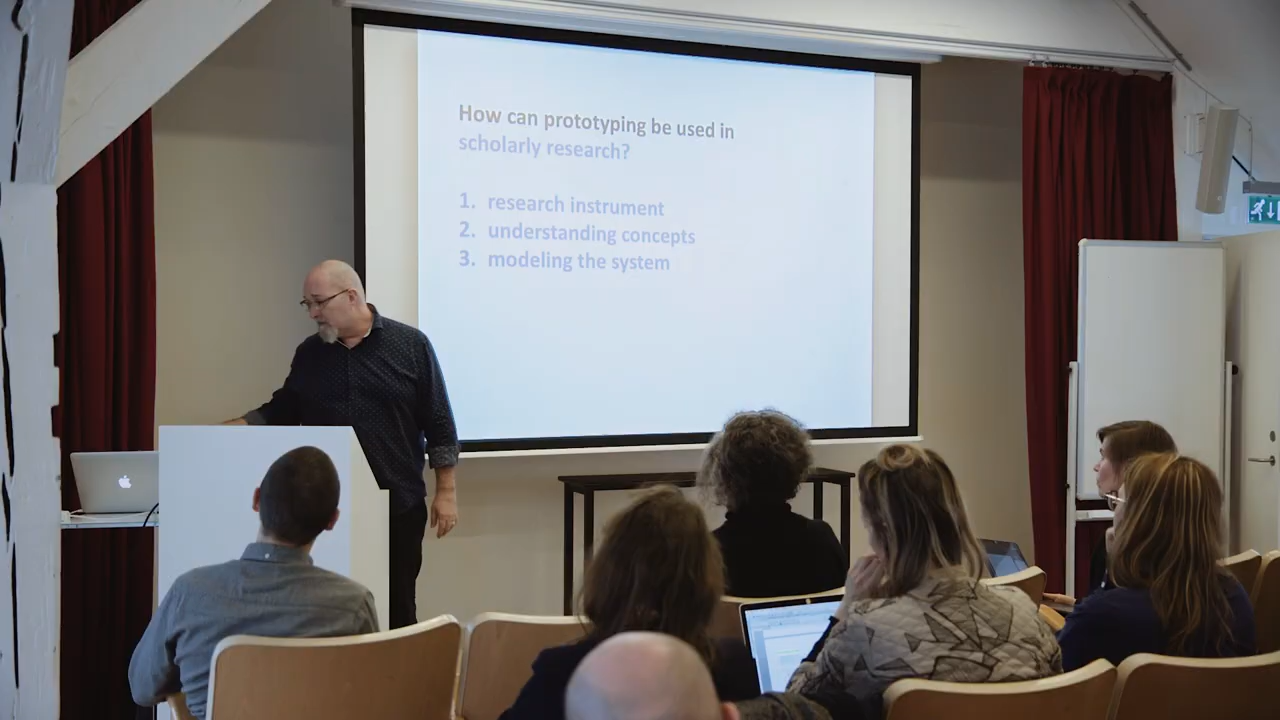 How can prototyping be used in
scholarly research?
1. research instrument
2. understanding concepts
3. modeling the system